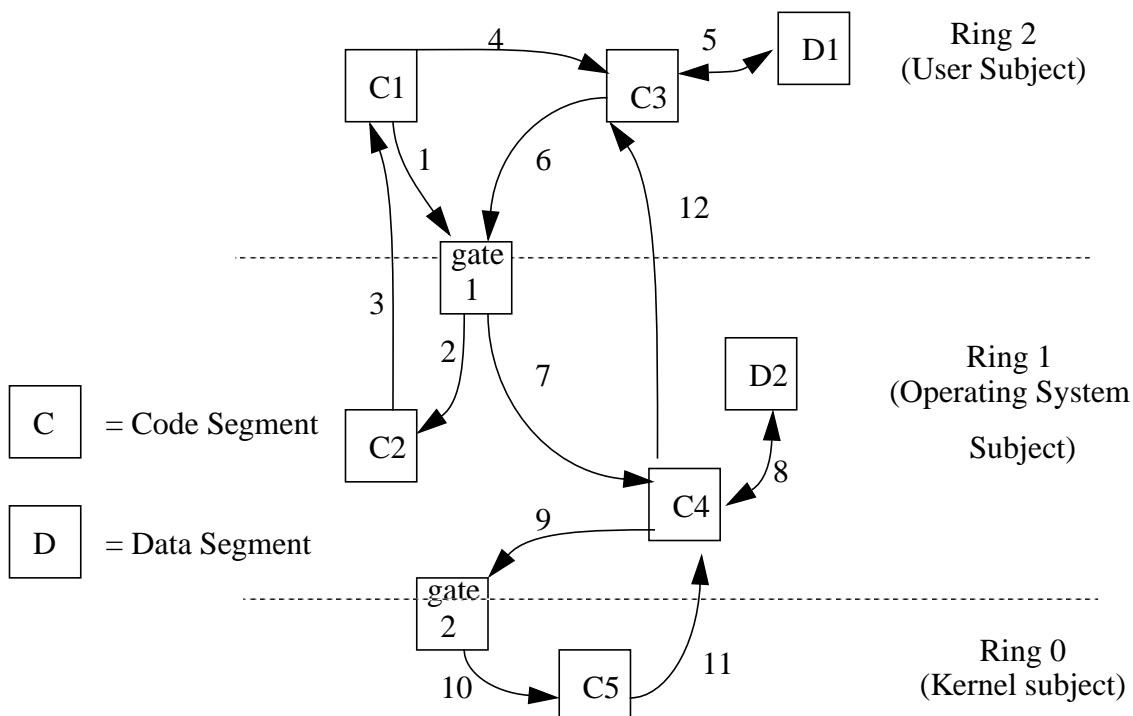 4
5
D1
Ring 2
(User Subject)
C1
C3
1
6
12
gate
1
3
2
7
D2
Ring 1
(Operating System
Subject)
C
= Code Segment
C2
8
C4
D
= Data Segment
9
gate
2
10
C5
11
Ring 0
(Kernel subject)